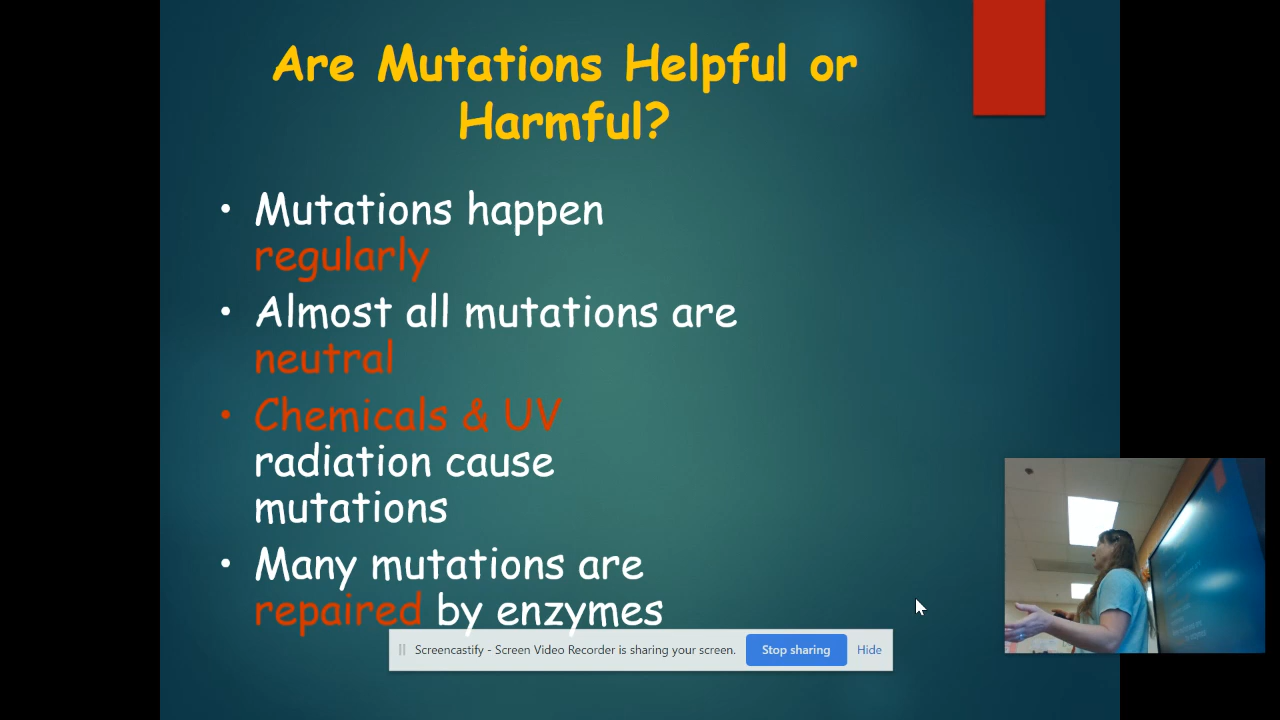 Are Mutations Helpful or
Harmful?
• Mutations happen
regularly
• Almost all mutations are
neutral
• Chemicals & UV
radiation cause
mutations
• Many mutations are
repaired by enzymes
Screencastify - Screen Video Recorder is sharing your screen. Stop sharing Hide